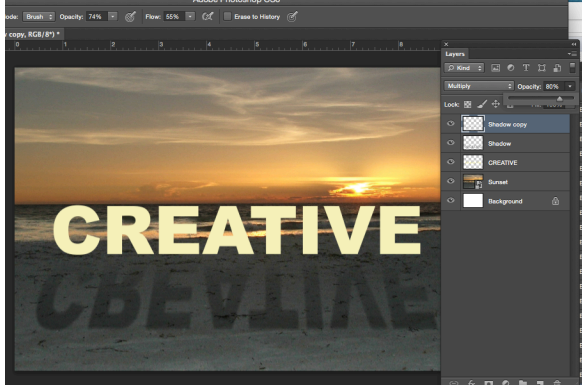 Adobe Photoshop CS6
ode: Brush Opacity: 74% Flow: 55% Erase to History
copy, RGB/8*) *
0 1 2 3 4 5 6 7 8
Layers
Kind
Multiply Opacity: 80%
Lock:
Shadow copy
Shadow
CREATIVE
Sunset
Background
CREATIVE
CREATIVE